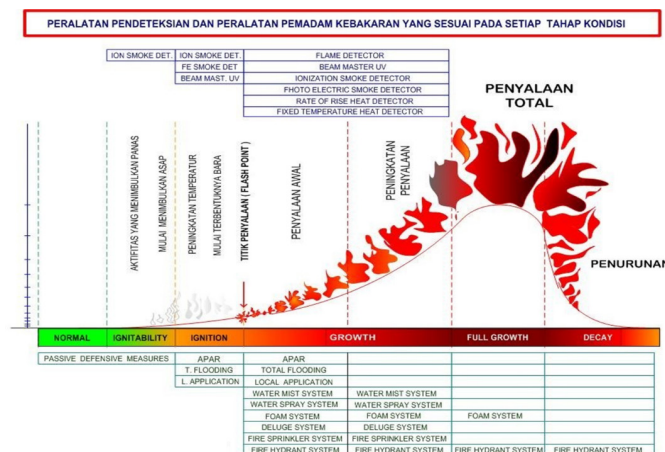 PERALATAN PENDETEKSIAN DAN PERALATAN PEMADAM KEBAKARAN YANG SESUAI PADA SETIAP TAHAP KONDISI
ION SMOKE DET. ION SMOKE DET. FLAME DETECTOR
FE SMOKE DET BEAM MASTER UV
BEAM MAST. UV IONIZATION SMOKE DETECTOR
FHOTO ELECTRIC SMOKE DETECTOR
RATE OF RISE HEAT DETECTOR
FIXED TEMPERATURE HEAT DETECTOR
PENYALAAN
TOTAL
AKTIFITAS YANG MENIMBULKAN PANAS
MULAI MENIMBULKAN ASAP
PENINGKATAN TEMPERATUR
MULAI TERBENTUKNYA BARA
TITIK PENYALAAN ( FLASH POINT )
PENYALAAN AWAL
PENINGKATAN
PENYALAAN
PENURUNAN
NORMAL IGNITABILITY IGNITION GROWTH FULL GROWTH DECAY
PASSIVE DEFENSIVE MEASURES APAR APAR
T. FLOODING TOTAL FLOODING
L. APPLICATION LOCAL APPLICATION
WATER MIST SYSTEM WATER MIST SYSTEM
WATER SPRAY SYSTEM WATER SPRAY SYSTEM
FOAM SYSTEM FOAM SYSTEM FOAM SYSTEM
DELUGE SYSTEM DELUGE SYSTEM
FIRE SPRINKLER SYSTEM FIRE SPRINKLER SYSTEM
FIRE HYDRANT SYSTEM FIRE HYDRANT SYSTEM FIRE HYDRANT SYSTEM FIRE HYDRANT SYSTEM